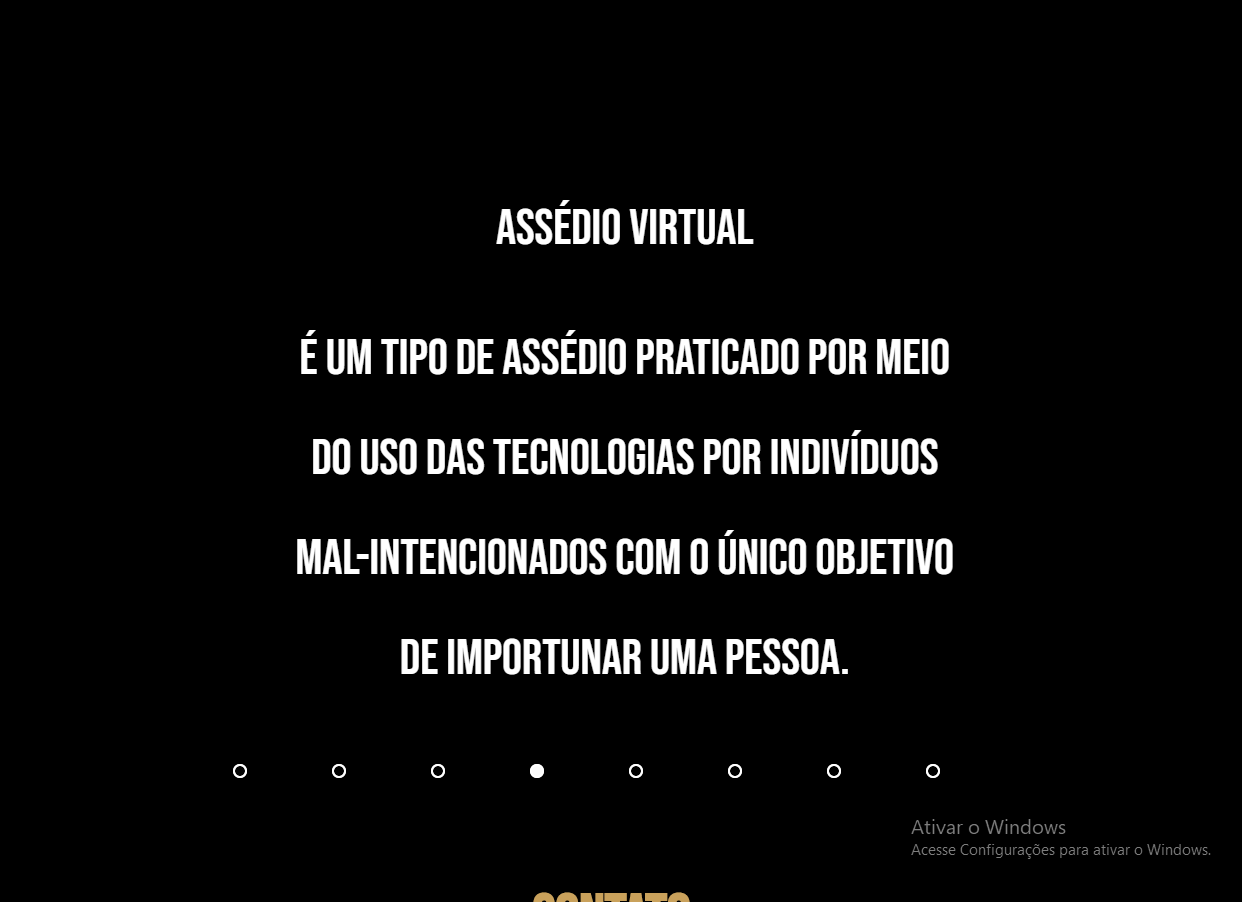 ASSÉDIO VIRTUAL
É UM TIPO DE ASSÉDIO PRATICADO POR MEIO
DO USO DAS TECNOLOGIAS POR INDIVÍDUOS
MAL-INTENCIONADOS COM O ÚNICO OBJETIVO
DE IMPORTUNAR UMA PESSOA.
Ativar o Windows
Acesse Configurações para ativar o Windows.
CONTATO